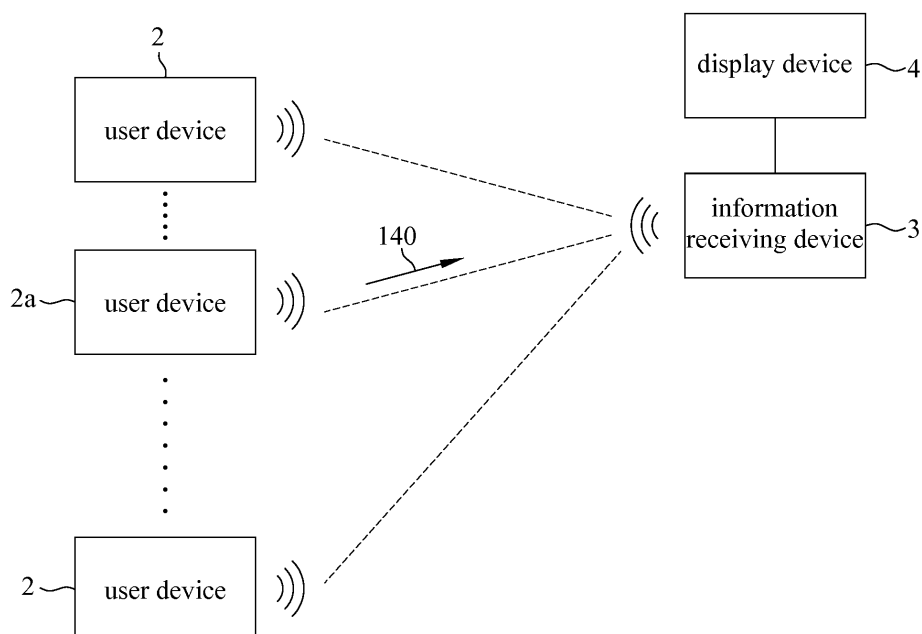 2
user device
display device
4
information
receiving device
3
140
2a
user device
2
user device